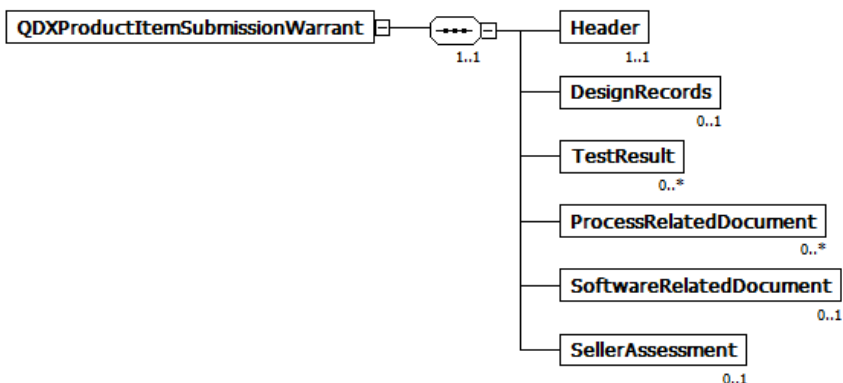 QDXProductItemSubmissionWarrant
1..1
Header
1..1
DesignRecords
0..1
TestResult
0..*
ProcessRelatedDocument
0..*
SoftwareRelatedDocument
0..1
SellerAssessment
0..1